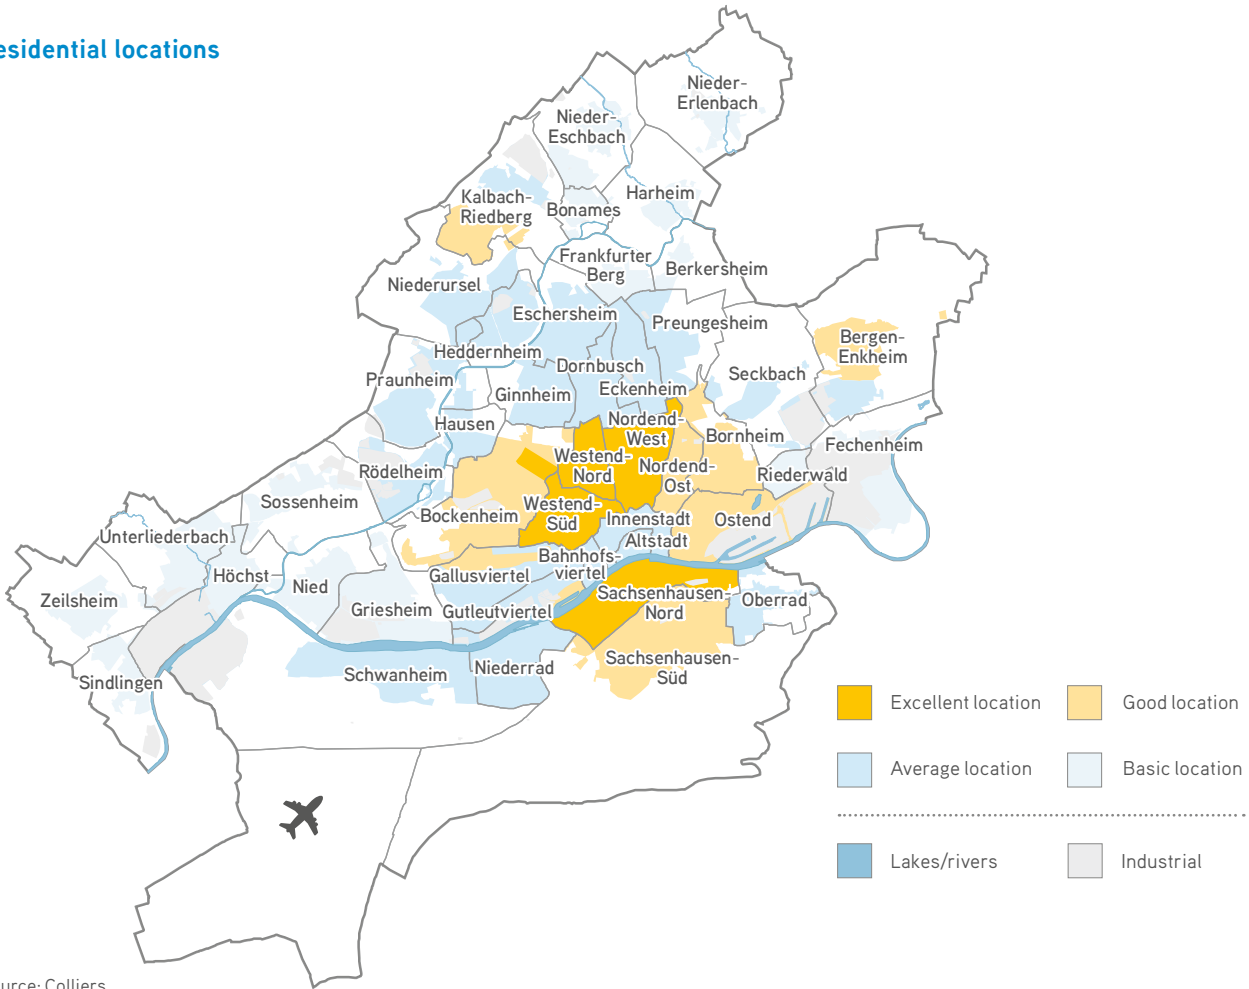 esidential locations
Nieder-
Erlenbach
Nieder-
Eschbach
Harheim
Kalbach-
Riedberg
Bonames
Frankfurter
Berg
Berkersheim
Niederursel
Eschersheim
Preungesheim
Bergen-
Enkheim
Heddernheim
Dornbusch
Seckbach
Praunheim
Ginnheim
Eckenheim
Hausen
Nordend-
West
Bornheim
Fechenheim
Westend-
Nord
Nordend-
Ost
Riederwald
Rödelheim
Sossenheim
Westend-
Süd
Bockenheim
Innenstadt
Ostend
Altstadt
Unterliederbach
Bahnhofs-
viertel
Höchst
Nied
Gallusviertel
Zeilsheim
Griesheim
Gutleutviertel
Sachsenhausen-
Nord
Oberrad
Sindlingen
Schwanheim
Niederrad
Sachsenhausen-
Süd
Excellent location
Good location
Average location
Basic location
Lakes/rivers
Industrial
urce: Colliers